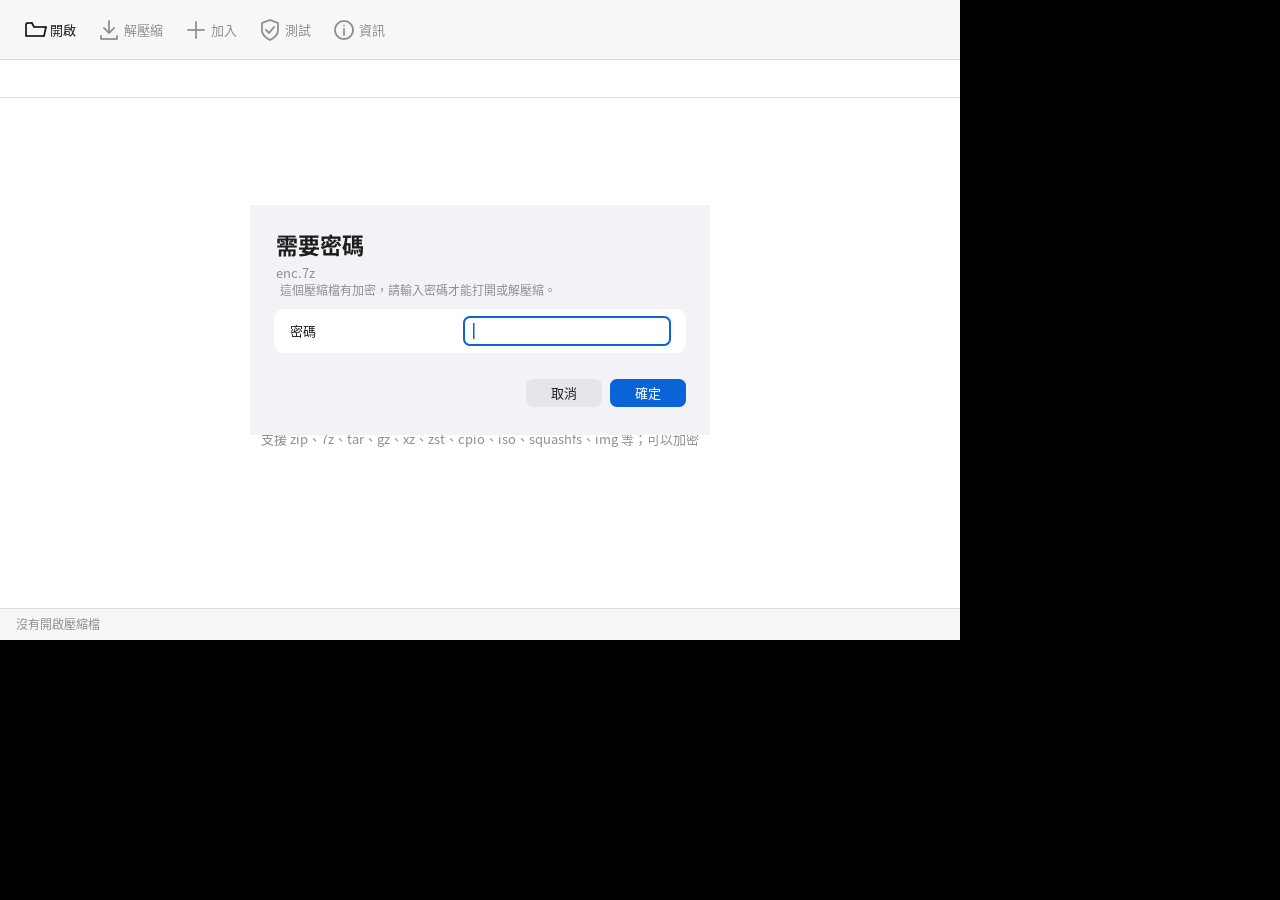 開啟 解壓縮 加入 測試 資訊
需要密碼
enc.7z
這個壓縮檔有加密，請輸入密碼才能打開或解壓縮。
密碼
取消 確定
支援 zip、7z、tar、gz、xz、zst、cpio、iso、squashfs、img 等；可以加密
沒有開啟壓縮檔